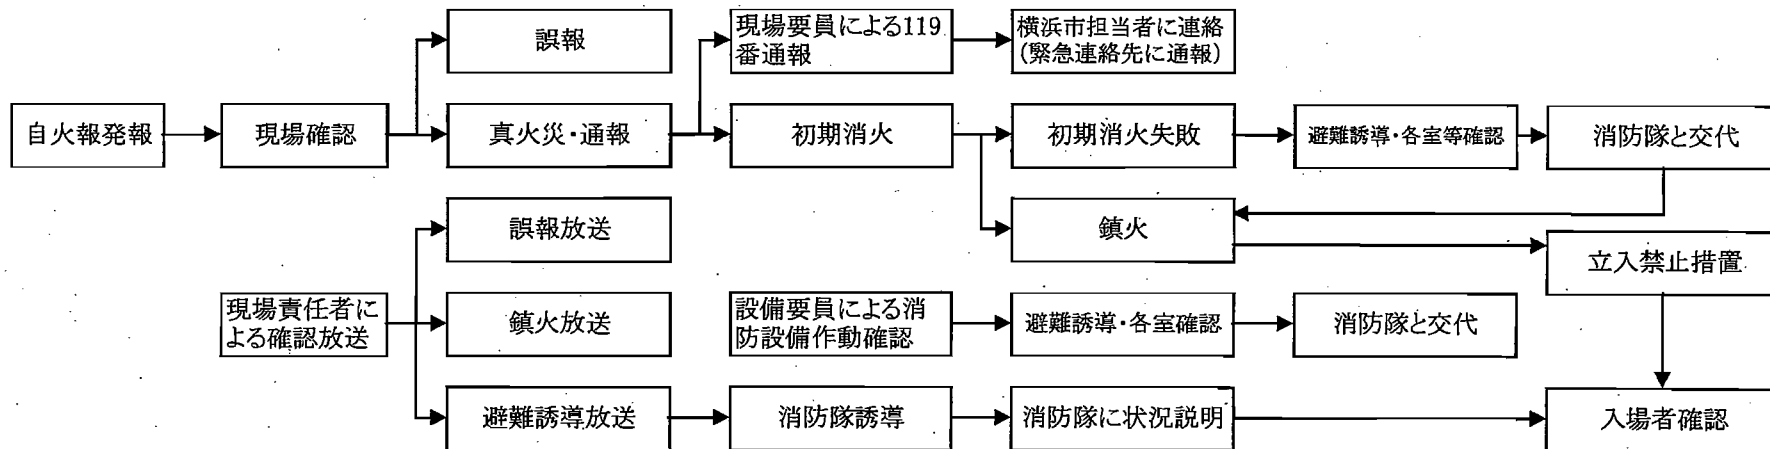 誤報
現場要員による119
番通報
横浜市担当者に連絡
(緊急連絡先に通報)
自火報発報
現場確認
真火災・通報
初期消火
初期消火失敗
避難誘導・各室等確認
消防隊と交代
誤報放送
鎮火
立入禁止措置
現場責任者に
よる確認放送
鎮火放送
設備要員による消
防設備作動確認
避難誘導・各室確認
消防隊と交代
避難誘導放送
消防隊誘導
消防隊に状況説明
入場者確認